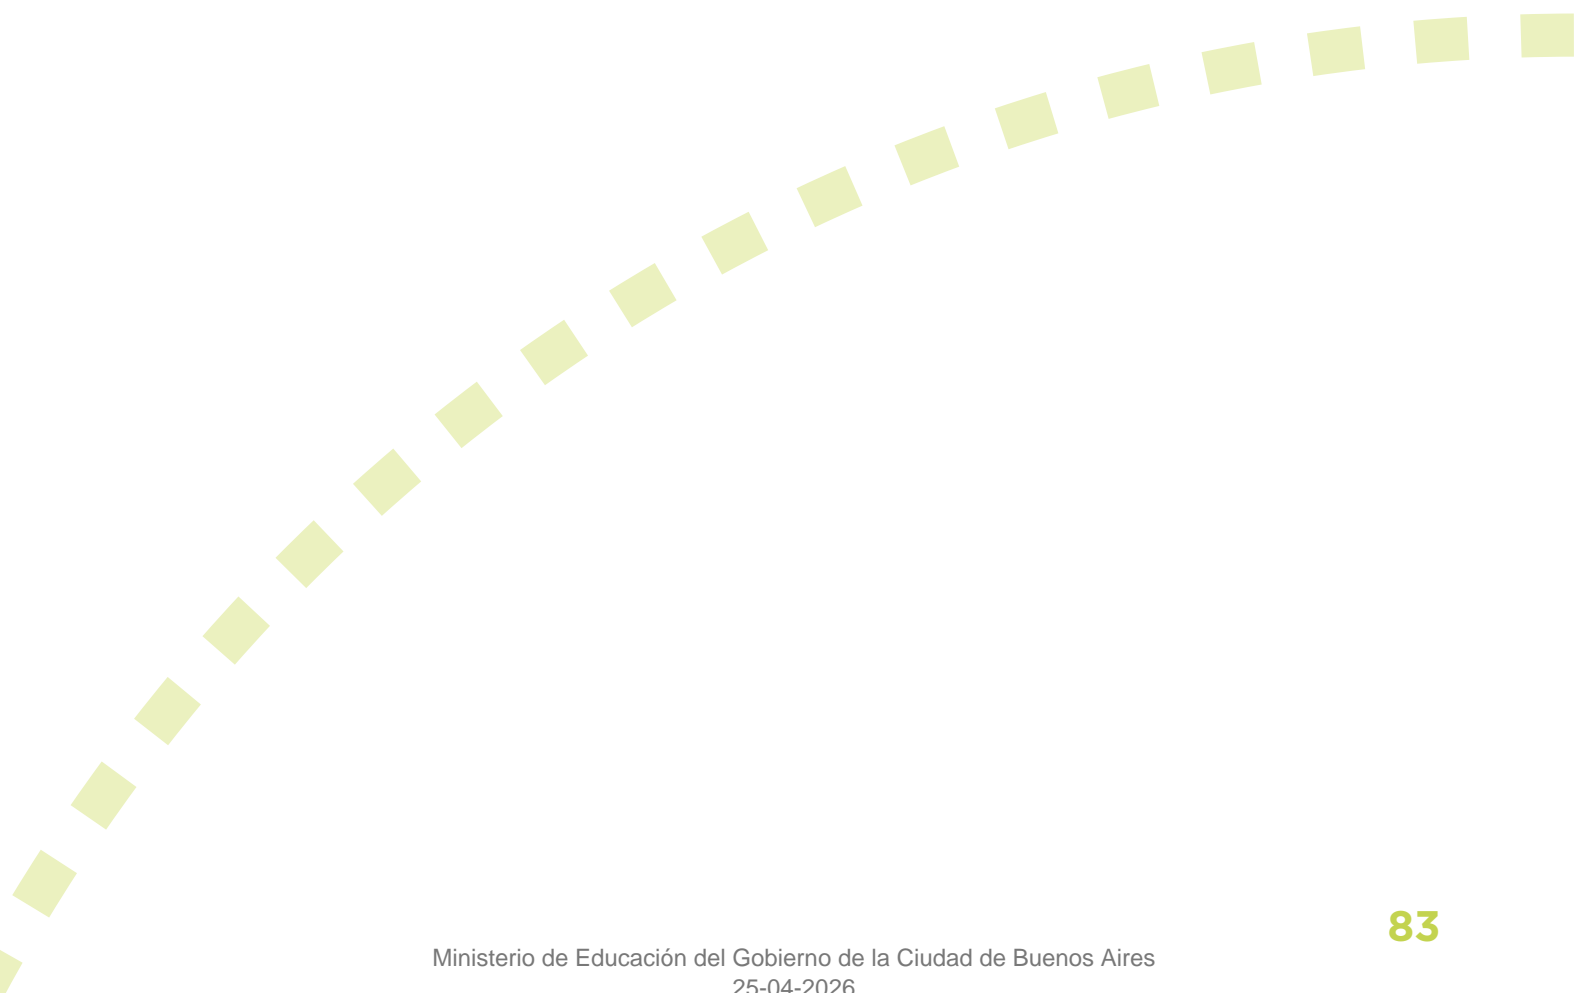 83
Ministerio de Educación del Gobierno de la Ciudad de Buenos Aires
25-04-2026